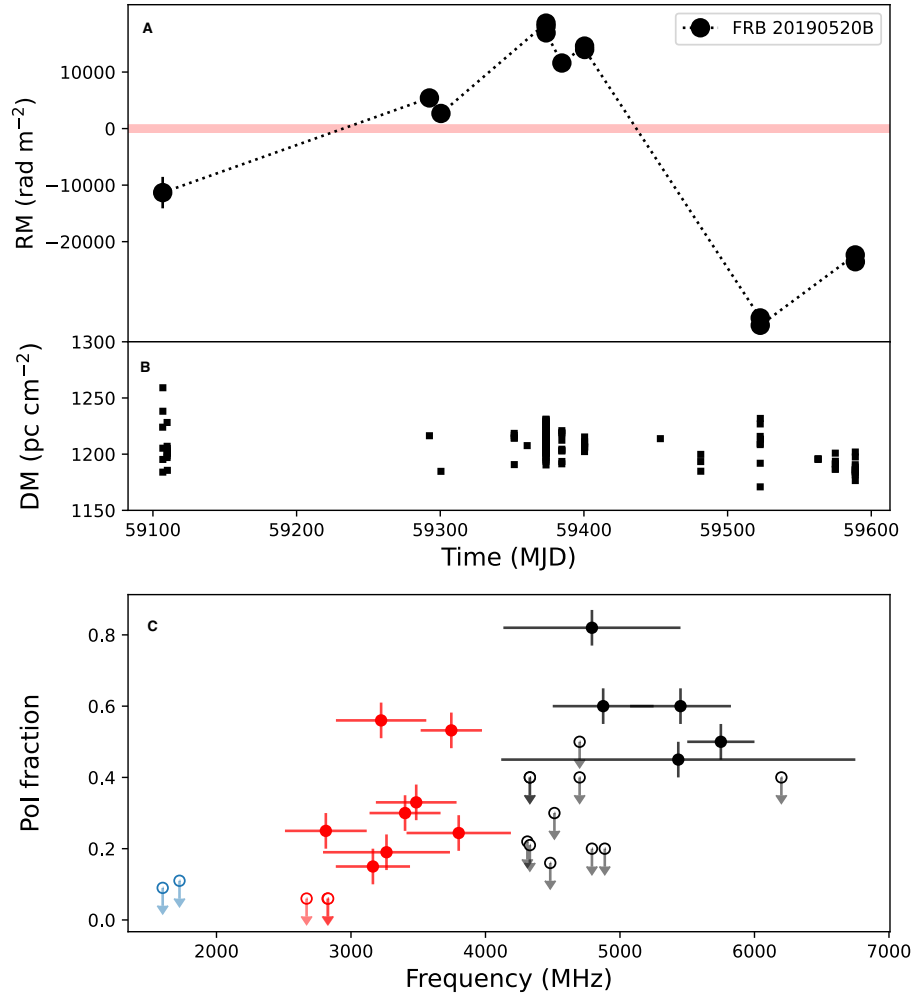 A
FRB 20190520B
10000
0
−10000
−20000
RM (rad m⁻²)
B
1300
1250
1200
1150
DM (pc cm⁻²)
59100 59200 59300 59400 59500 59600
Time (MJD)
C
0.8
0.6
0.4
0.2
0.0
Pol fraction
2000 3000 4000 5000 6000 7000
Frequency (MHz)